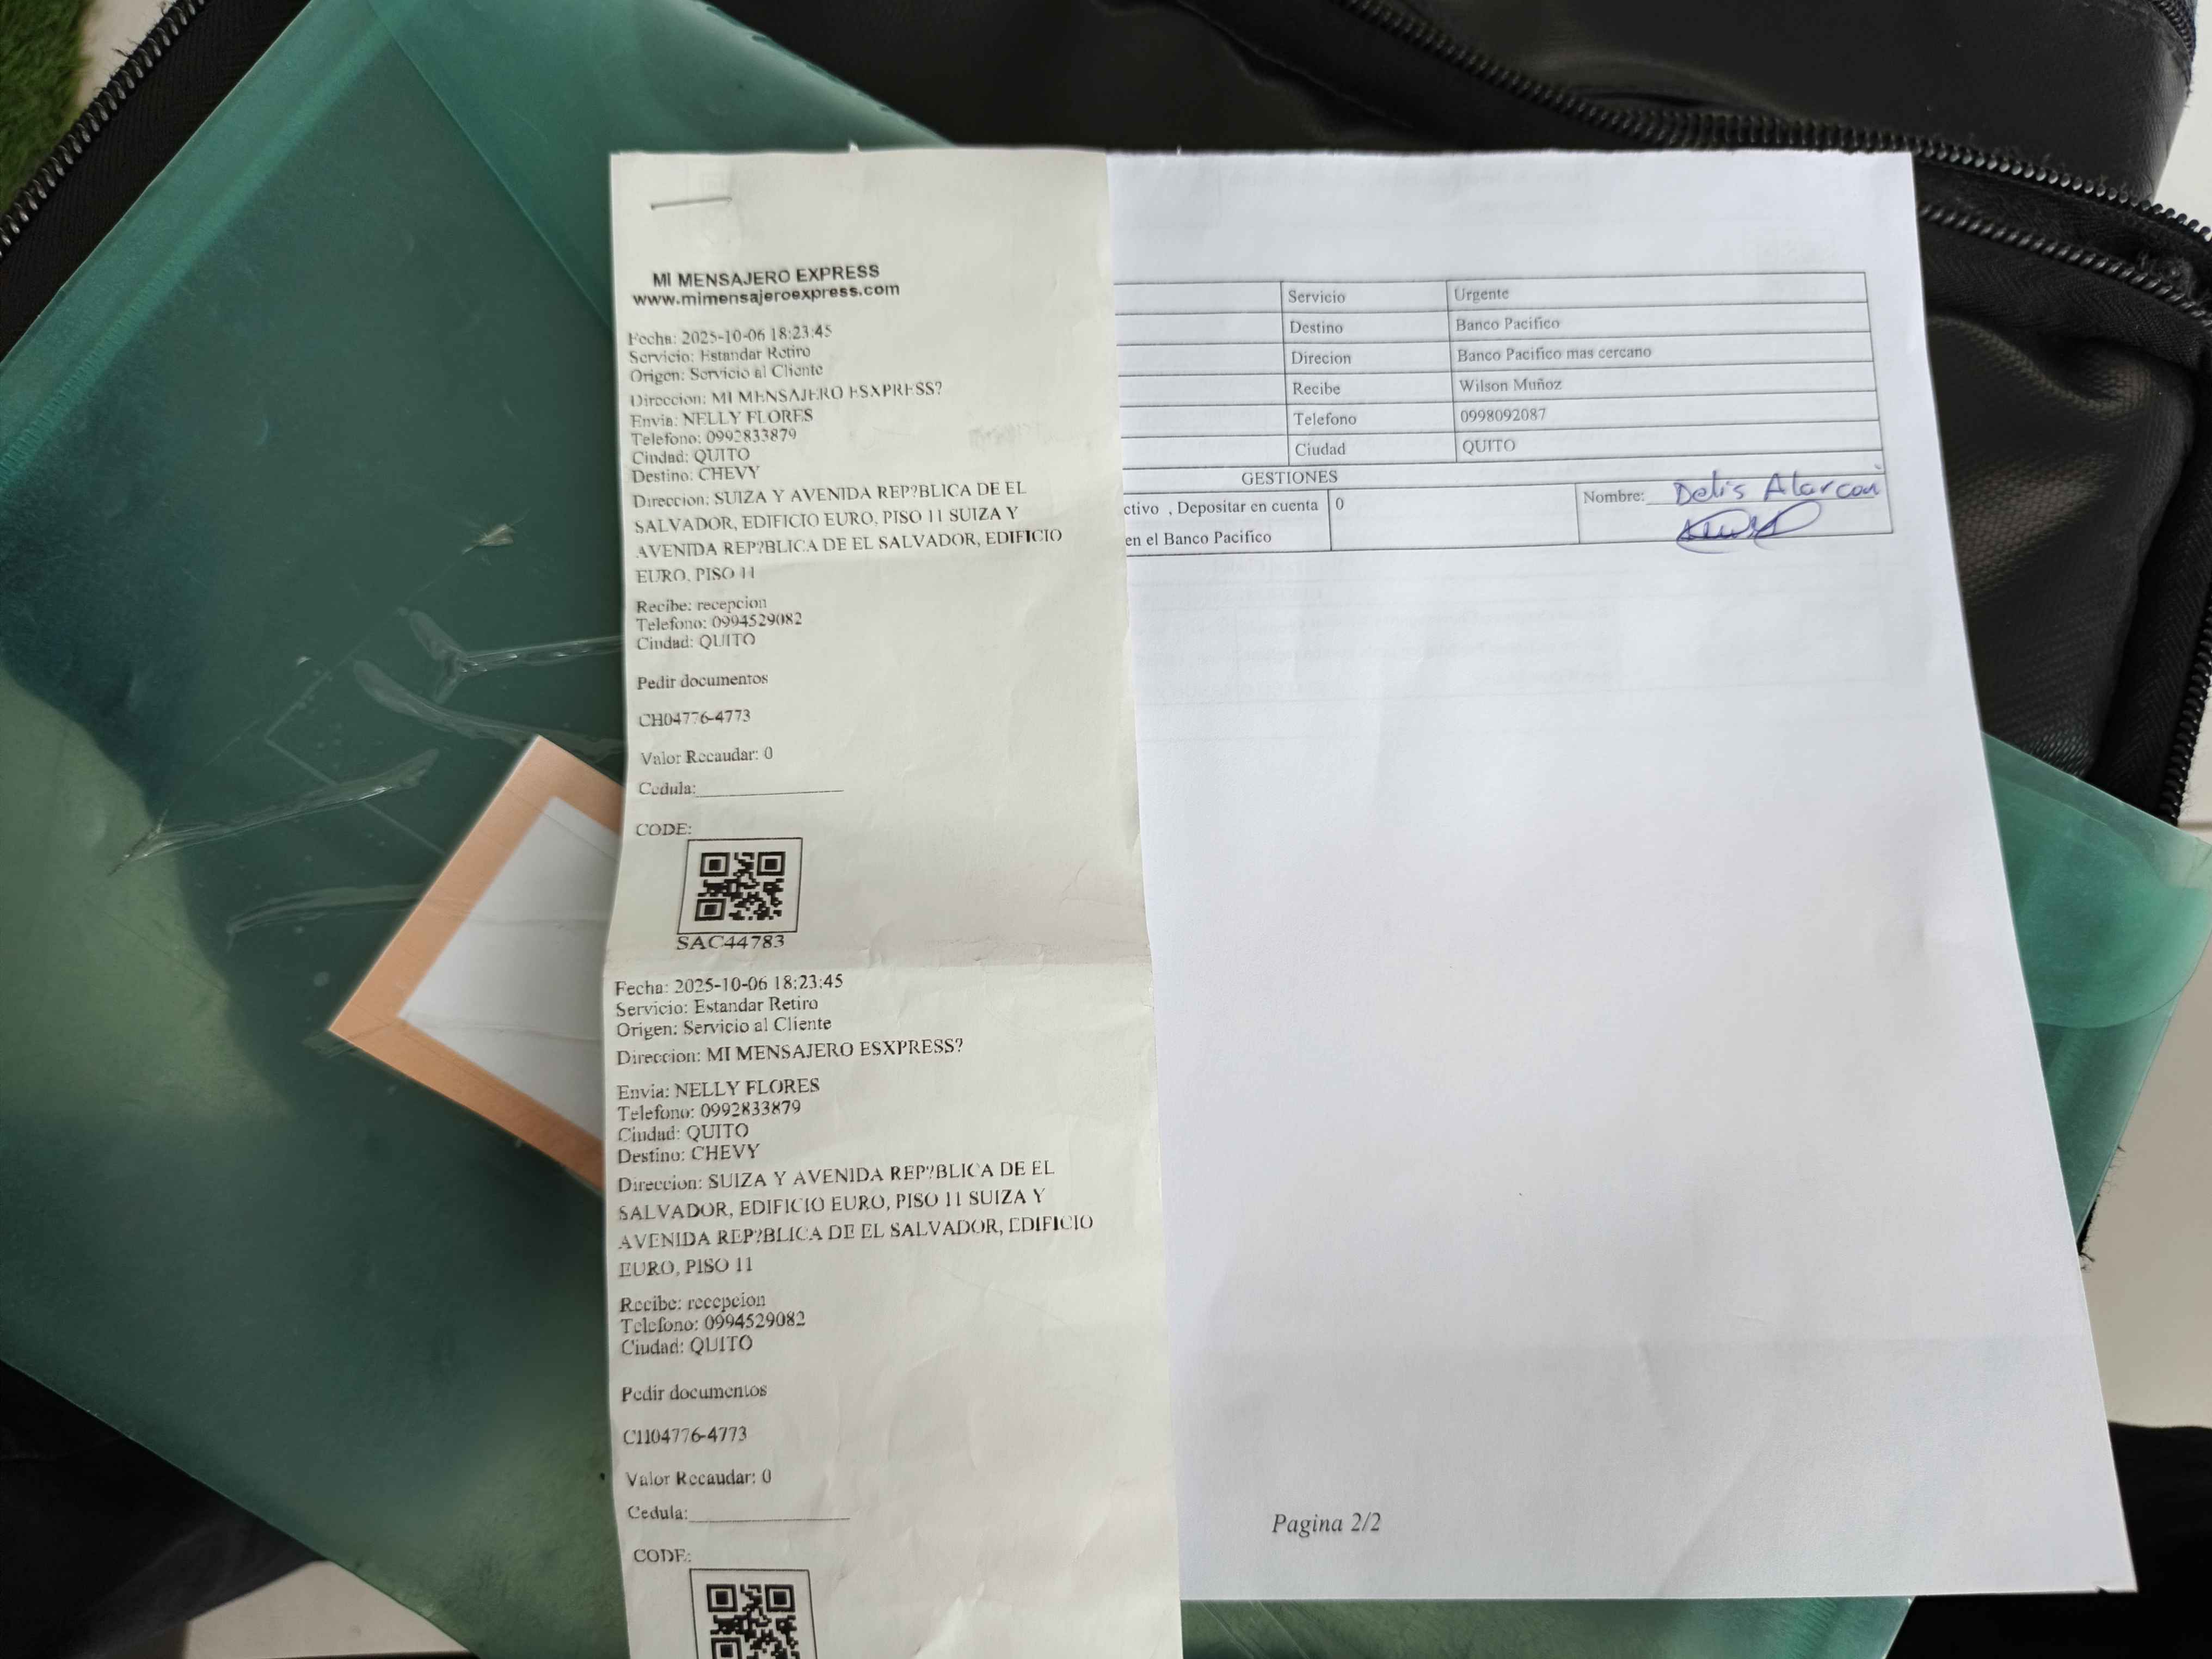 MI MENSAJERO EXPRESS
www.mimensajeroexpress.com
Fecha: 2025-10-06 18:23:45
Servicio: Estandar Retiro
Origen: Servicio al Cliente
Direccion: MI MENSAJERO ESXPRESS?
Envia: NELLY FLORES
Telefono: 0992833879
Ciudad: QUITO
Destino: CHEVY
Direccion: SUIZA Y AVENIDA REP?BLICA DE EL
SALVADOR, EDIFICIO EURO, PISO 11 SUIZA Y
AVENIDA REP?BLICA DE EL SALVADOR, EDIFICIO
EURO, PISO 11
Recibe: recepcion
Telefono: 0994529082
Ciudad: QUITO
Pedir documentos
CH04776-4773
Valor Recaudar: 0
Cedula:
CODE:
SAC44783
Fecha: 2025-10-06 18:23:45
Servicio: Estandar Retiro
Origen: Servicio al Cliente
Direccion: MI MENSAJERO ESXPRESS?
Envia: NELLY FLORES
Telefono: 0992833879
Ciudad: QUITO
Destino: CHEVY
Direccion: SUIZA Y AVENIDA REP?BLICA DE EL
SALVADOR, EDIFICIO EURO, PISO 11 SUIZA Y
AVENIDA REP?BLICA DE EL SALVADOR, EDIFICIO
EURO, PISO 11
Recibe: recepcion
Telefono: 0994529082
Ciudad: QUITO
Pedir documentos
CH04776-4773
Valor Recaudar: 0
Cedula:
CODE:
Servicio Urgente
Destino Banco Pacifico
Direcion Banco Pacifico mas cercano
Recibe Wilson Muñoz
Telefono 0998092087
Ciudad QUITO
GESTIONES
ctivo , Depositar en cuenta 0 Nombre: Delis Alarcon
en el Banco Pacifico
Pagina 2/2